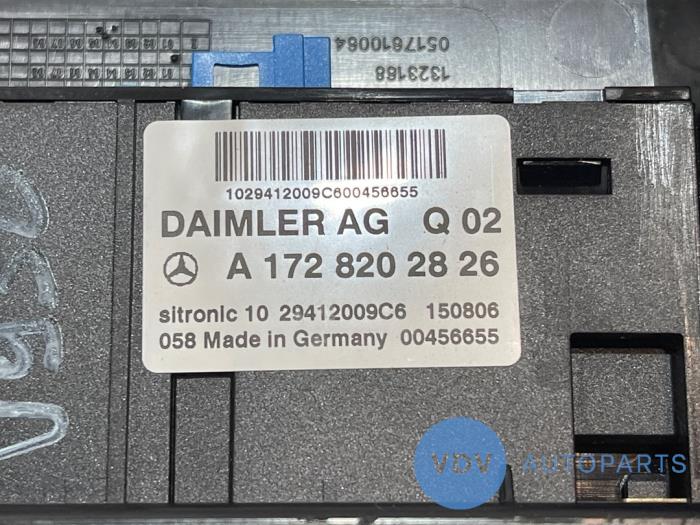 0517610064
1323168
1029412009C600456655
DAIMLER AG Q 02
A 172 820 28 26
sitronic 10 29412009C6 150806
058 Made in Germany 00456655
VDV AUTOPARTS